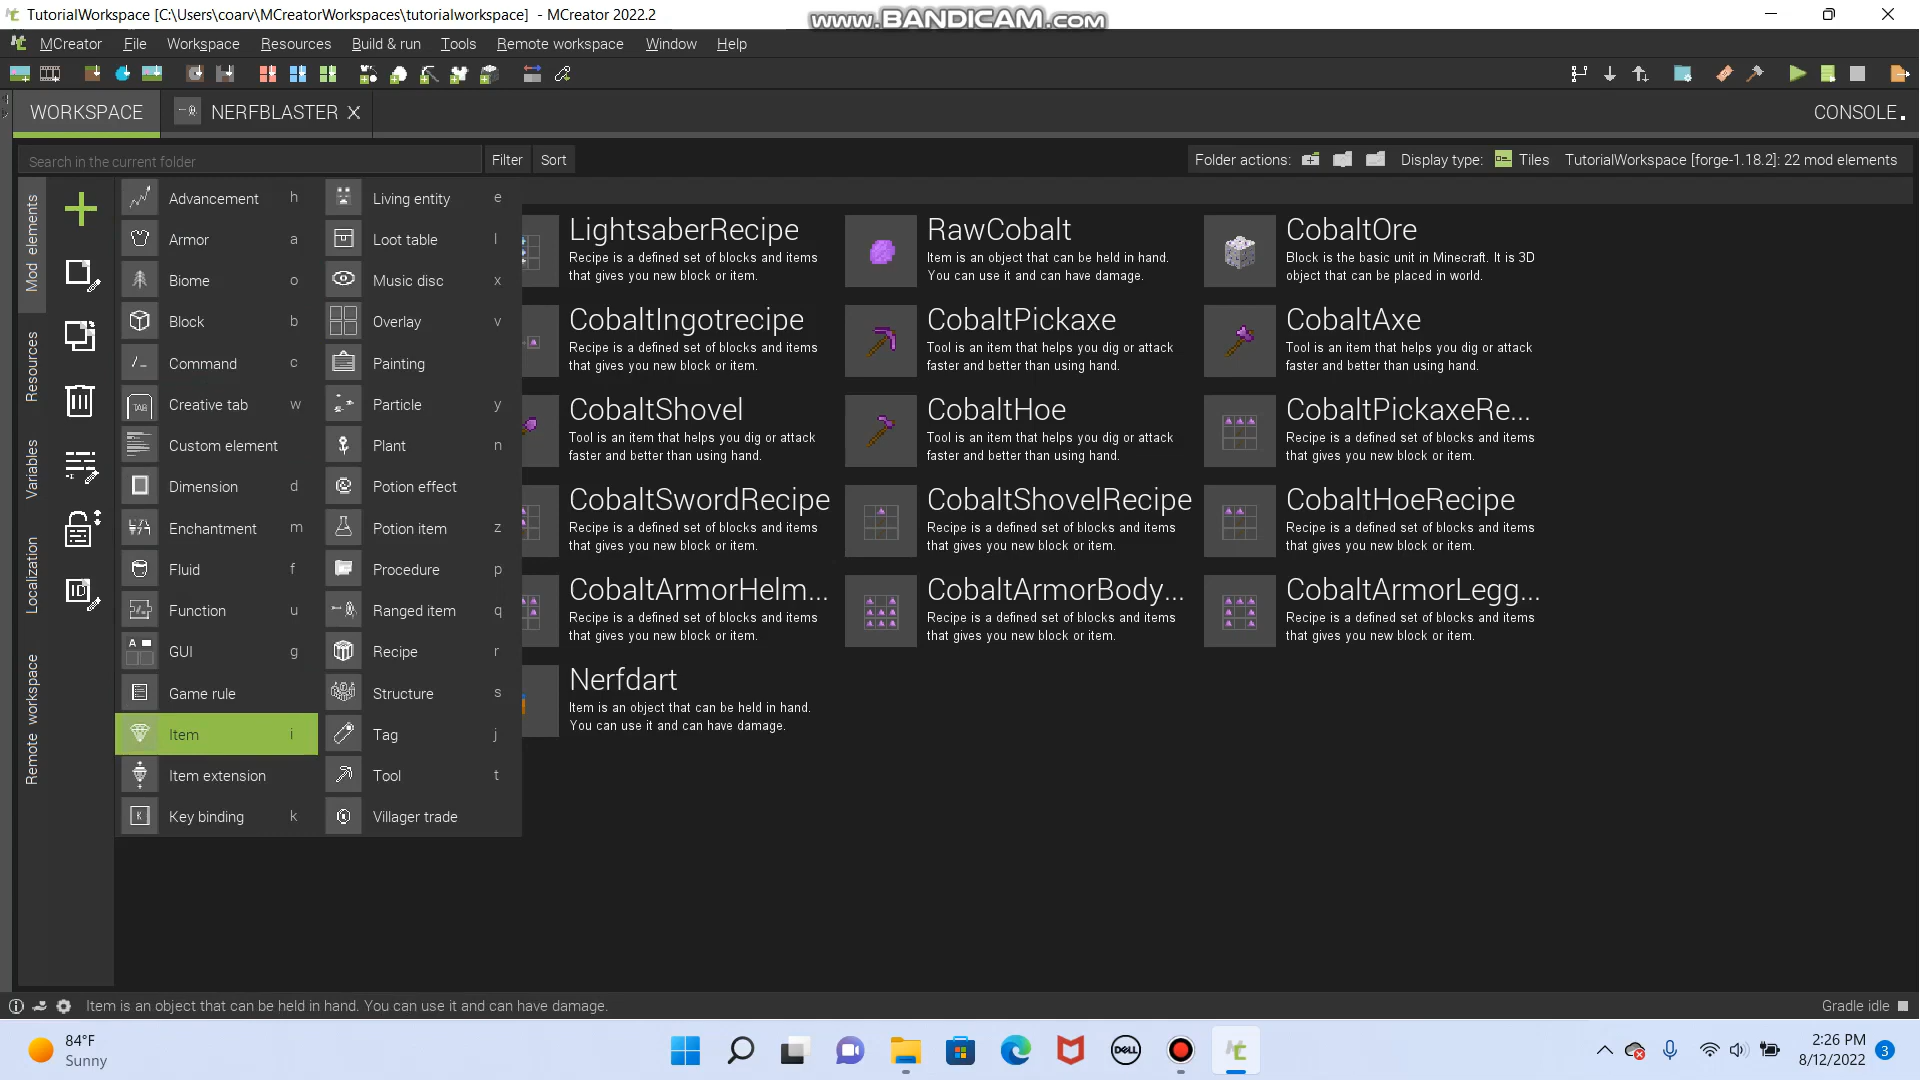 TutorialWorkspace [C:\Users\coarv\MCreatorWorkspaces\tutorialworkspace] - MCreator 2022.2
www.BANDICAM.com
MCreator File Workspace Resources Build & run Tools Remote workspace Window Help
WORKSPACE NERFBLASTER CONSOLE
Search in the current folder Filter Sort Folder actions: Display type: Tiles TutorialWorkspace [forge-1.18.2]: 22 mod elements
Mod elements
Resources
Variables
Localization
Remote workspace
Advancement h
Armor a
Biome o
Block b
Command c
Creative tab w
Custom element
Dimension d
Enchantment m
Fluid f
Function u
GUI g
Game rule
Item i
Item extension
Key binding k
Living entity e
Loot table l
Music disc x
Overlay v
Painting
Particle y
Plant n
Potion effect
Potion item z
Procedure p
Ranged item q
Recipe r
Structure s
Tag j
Tool t
Villager trade
LightsaberRecipe
Recipe is a defined set of blocks and items
that gives you new block or item.
RawCobalt
Item is an object that can be held in hand.
You can use it and can have damage.
CobaltOre
Block is the basic unit in Minecraft. It is 3D
object that can be placed in world.
CobaltIngotrecipe
Recipe is a defined set of blocks and items
that gives you new block or item.
CobaltPickaxe
Tool is an item that helps you dig or attack
faster and better than using hand.
CobaltAxe
Tool is an item that helps you dig or attack
faster and better than using hand.
CobaltShovel
Tool is an item that helps you dig or attack
faster and better than using hand.
CobaltHoe
Tool is an item that helps you dig or attack
faster and better than using hand.
CobaltPickaxeRe...
Recipe is a defined set of blocks and items
that gives you new block or item.
CobaltSwordRecipe
Recipe is a defined set of blocks and items
that gives you new block or item.
CobaltShovelRecipe
Recipe is a defined set of blocks and items
that gives you new block or item.
CobaltHoeRecipe
Recipe is a defined set of blocks and items
that gives you new block or item.
CobaltArmorHelm...
Recipe is a defined set of blocks and items
that gives you new block or item.
CobaltArmorBody...
Recipe is a defined set of blocks and items
that gives you new block or item.
CobaltArmorLegg...
Recipe is a defined set of blocks and items
that gives you new block or item.
Nerfdart
Item is an object that can be held in hand.
You can use it and can have damage.
Item is an object that can be held in hand. You can use it and can have damage.
Gradle idle
84°F
Sunny
DELL
2:26 PM
8/12/2022
3